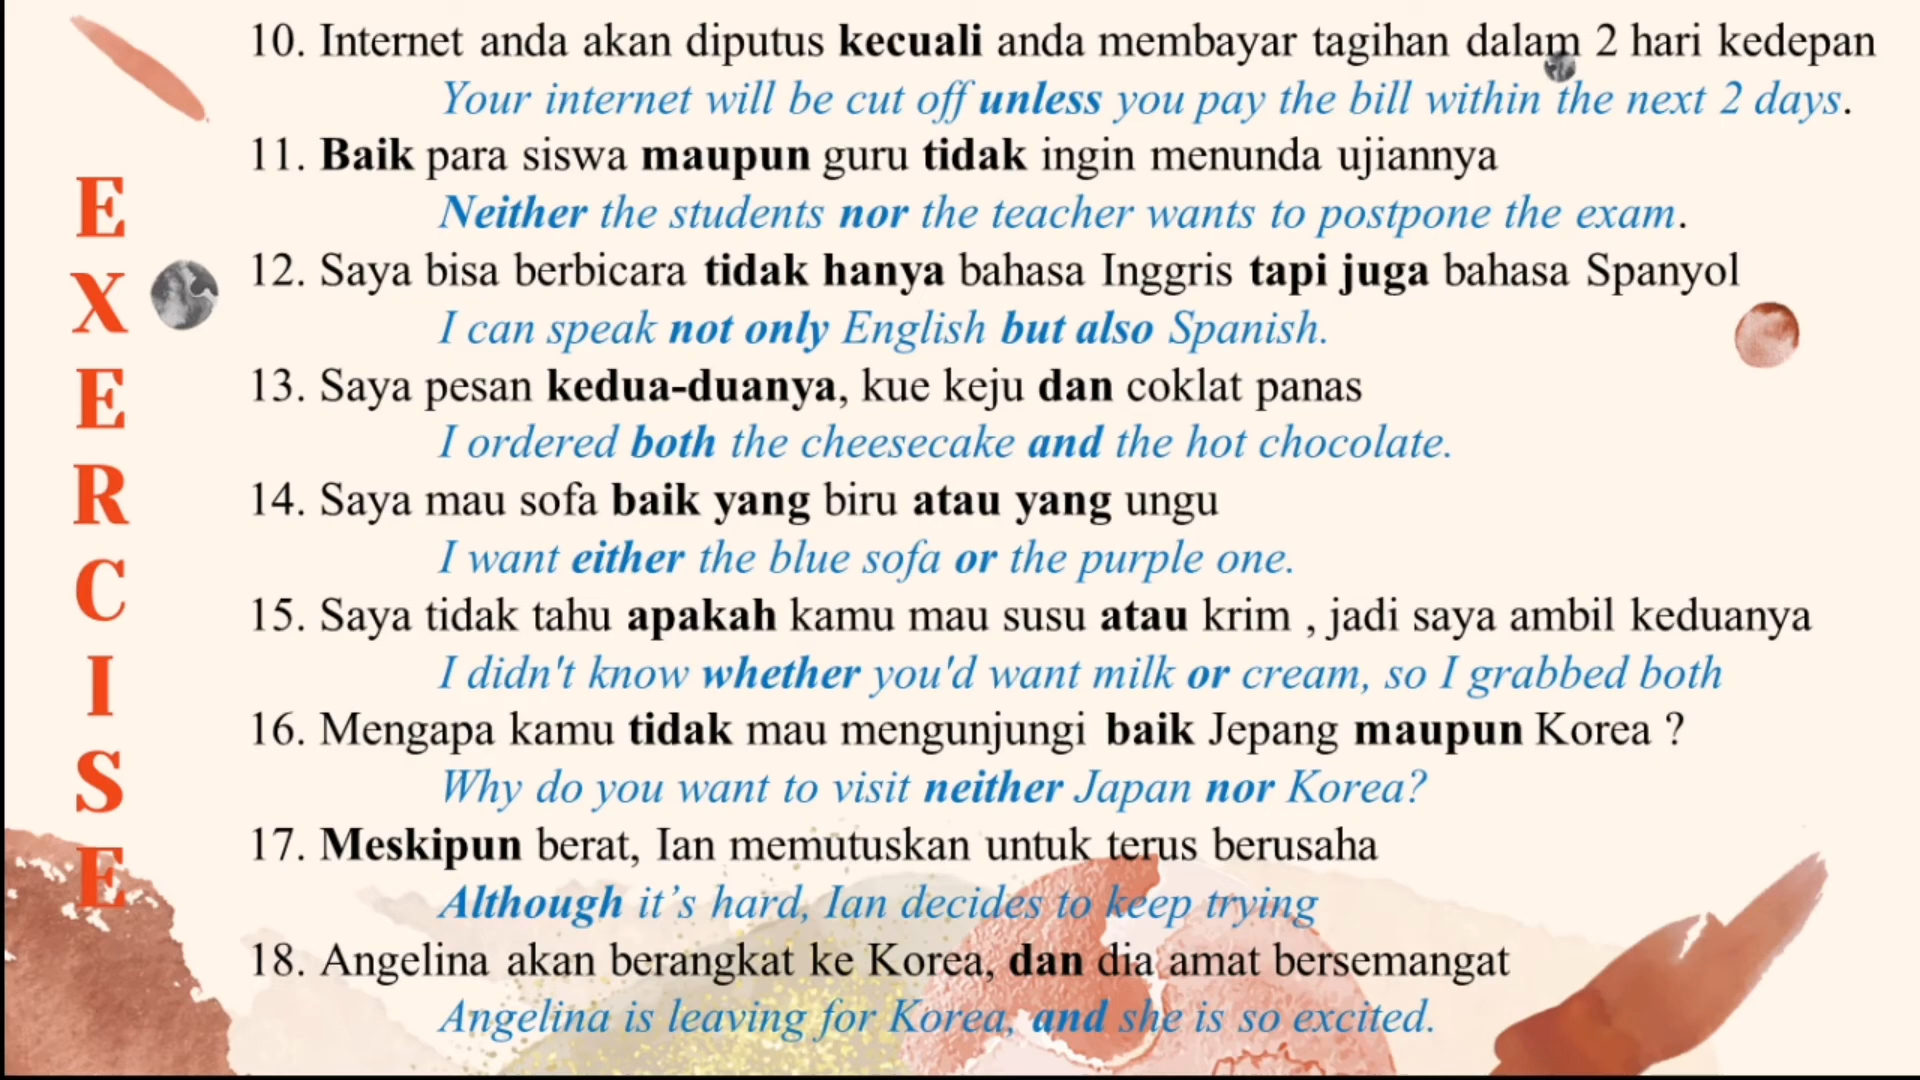 EXERCISE
10. Internet anda akan diputus kecuali anda membayar tagihan dalam 2 hari kedepan
Your internet will be cut off unless you pay the bill within the next 2 days.
11. Baik para siswa maupun guru tidak ingin menunda ujiannya
Neither the students nor the teacher wants to postpone the exam.
12. Saya bisa berbicara tidak hanya bahasa Inggris tapi juga bahasa Spanyol
I can speak not only English but also Spanish.
13. Saya pesan kedua-duanya, kue keju dan coklat panas
I ordered both the cheesecake and the hot chocolate.
14. Saya mau sofa baik yang biru atau yang ungu
I want either the blue sofa or the purple one.
15. Saya tidak tahu apakah kamu mau susu atau krim , jadi saya ambil keduanya
I didn't know whether you'd want milk or cream, so I grabbed both
16. Mengapa kamu tidak mau mengunjungi baik Jepang maupun Korea ?
Why do you want to visit neither Japan nor Korea?
17. Meskipun berat, Ian memutuskan untuk terus berusaha
Although it’s hard, Ian decides to keep trying
18. Angelina akan berangkat ke Korea, dan dia amat bersemangat
Angelina is leaving for Korea, and she is so excited.